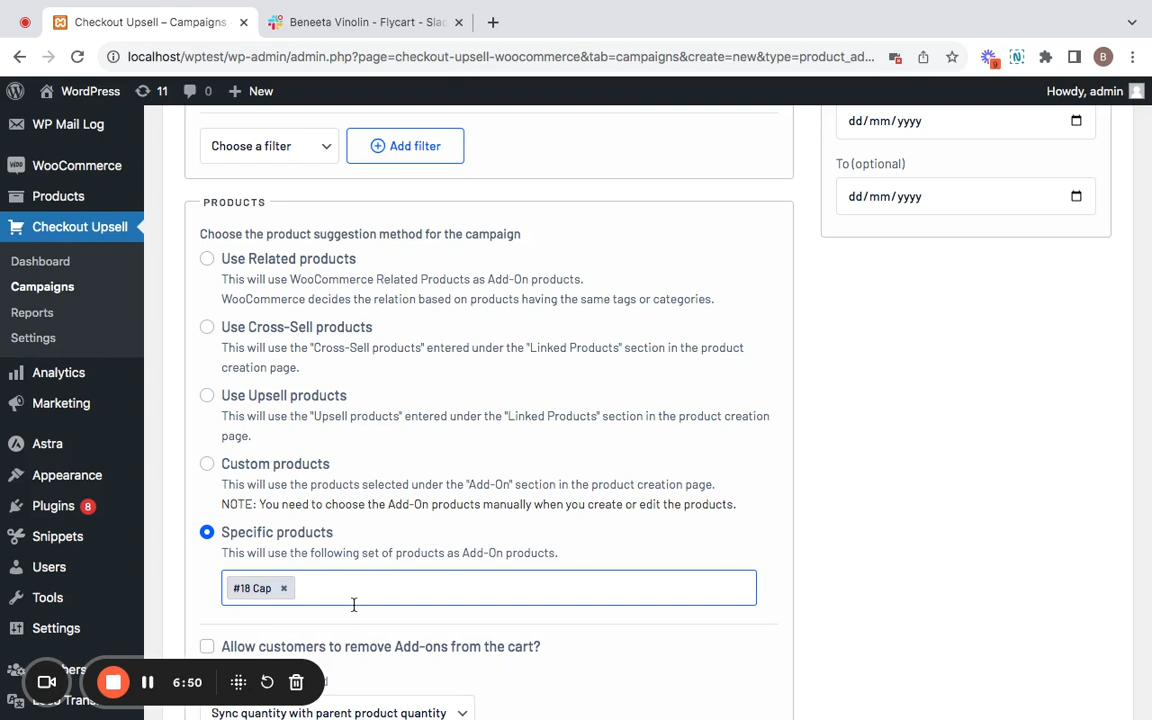 Checkout Upsell – Campaigns
Beneeta Vinolin - Flycart - Slac
localhost/wptest/wp-admin/admin.php?page=checkout-upsell-woocommerce&tab=campaigns&create=new&type=product_ad...
9
B
WordPress
11
0
New
Howdy, admin
WP Mail Log
WooCommerce
Products
Checkout Upsell
Dashboard
Campaigns
Reports
Settings
Analytics
Marketing
Astra
Appearance
Plugins 8
Snippets
Users
Tools
Settings
Choose a filter
Add filter
dd/mm/yyyy
To (optional)
dd/mm/yyyy
PRODUCTS
Choose the product suggestion method for the campaign
Use Related products
This will use WooCommerce Related Products as Add-On products.
WooCommerce decides the relation based on products having the same tags or categories.
Use Cross-Sell products
This will use the "Cross-Sell products" entered under the "Linked Products" section in the product
creation page.
Use Upsell products
This will use the "Upsell products" entered under the "Linked Products" section in the product creation
page.
Custom products
This will use the products selected under the "Add-On" section in the product creation page.
NOTE: You need to choose the Add-On products manually when you create or edit the products.
Specific products
This will use the following set of products as Add-On products.
#18 Cap ×
Allow customers to remove Add-ons from the cart?
6:50
Sync quantity with parent product quantity